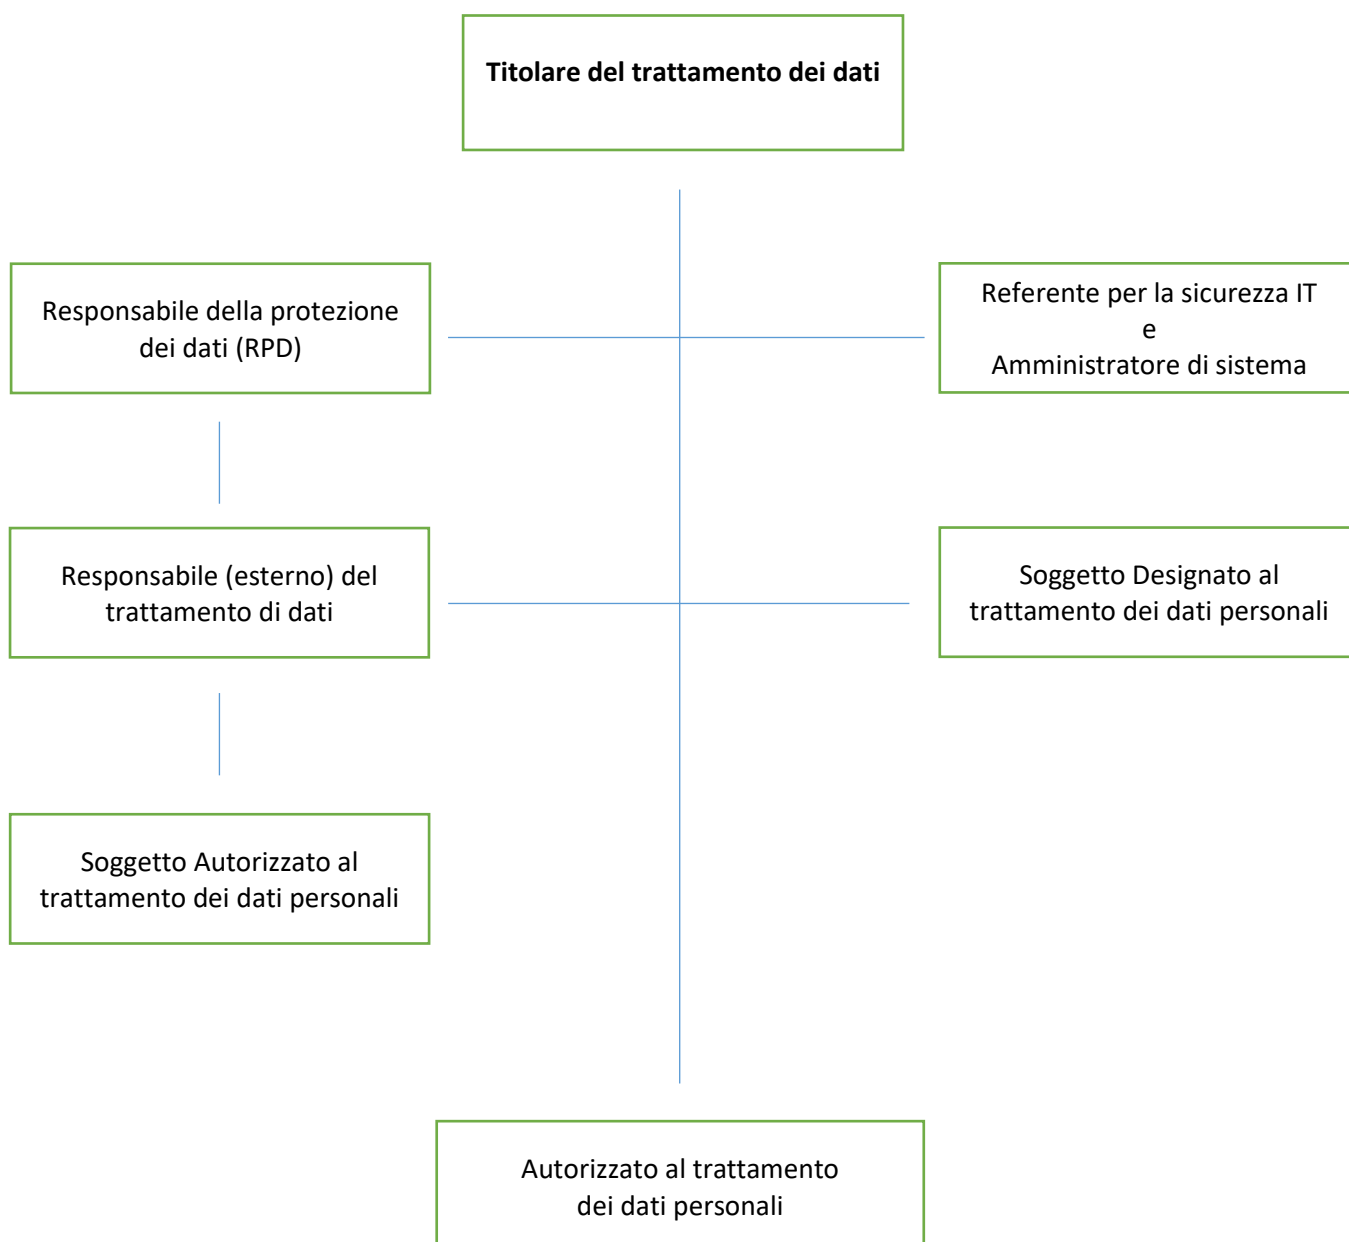 Titolare del trattamento dei dati
Responsabile della protezione
dei dati (RPD)
Referente per la sicurezza IT
e
Amministratore di sistema
Responsabile (esterno) del
trattamento di dati
Soggetto Designato al
trattamento dei dati personali
Soggetto Autorizzato al
trattamento dei dati personali
Autorizzato al trattamento
dei dati personali